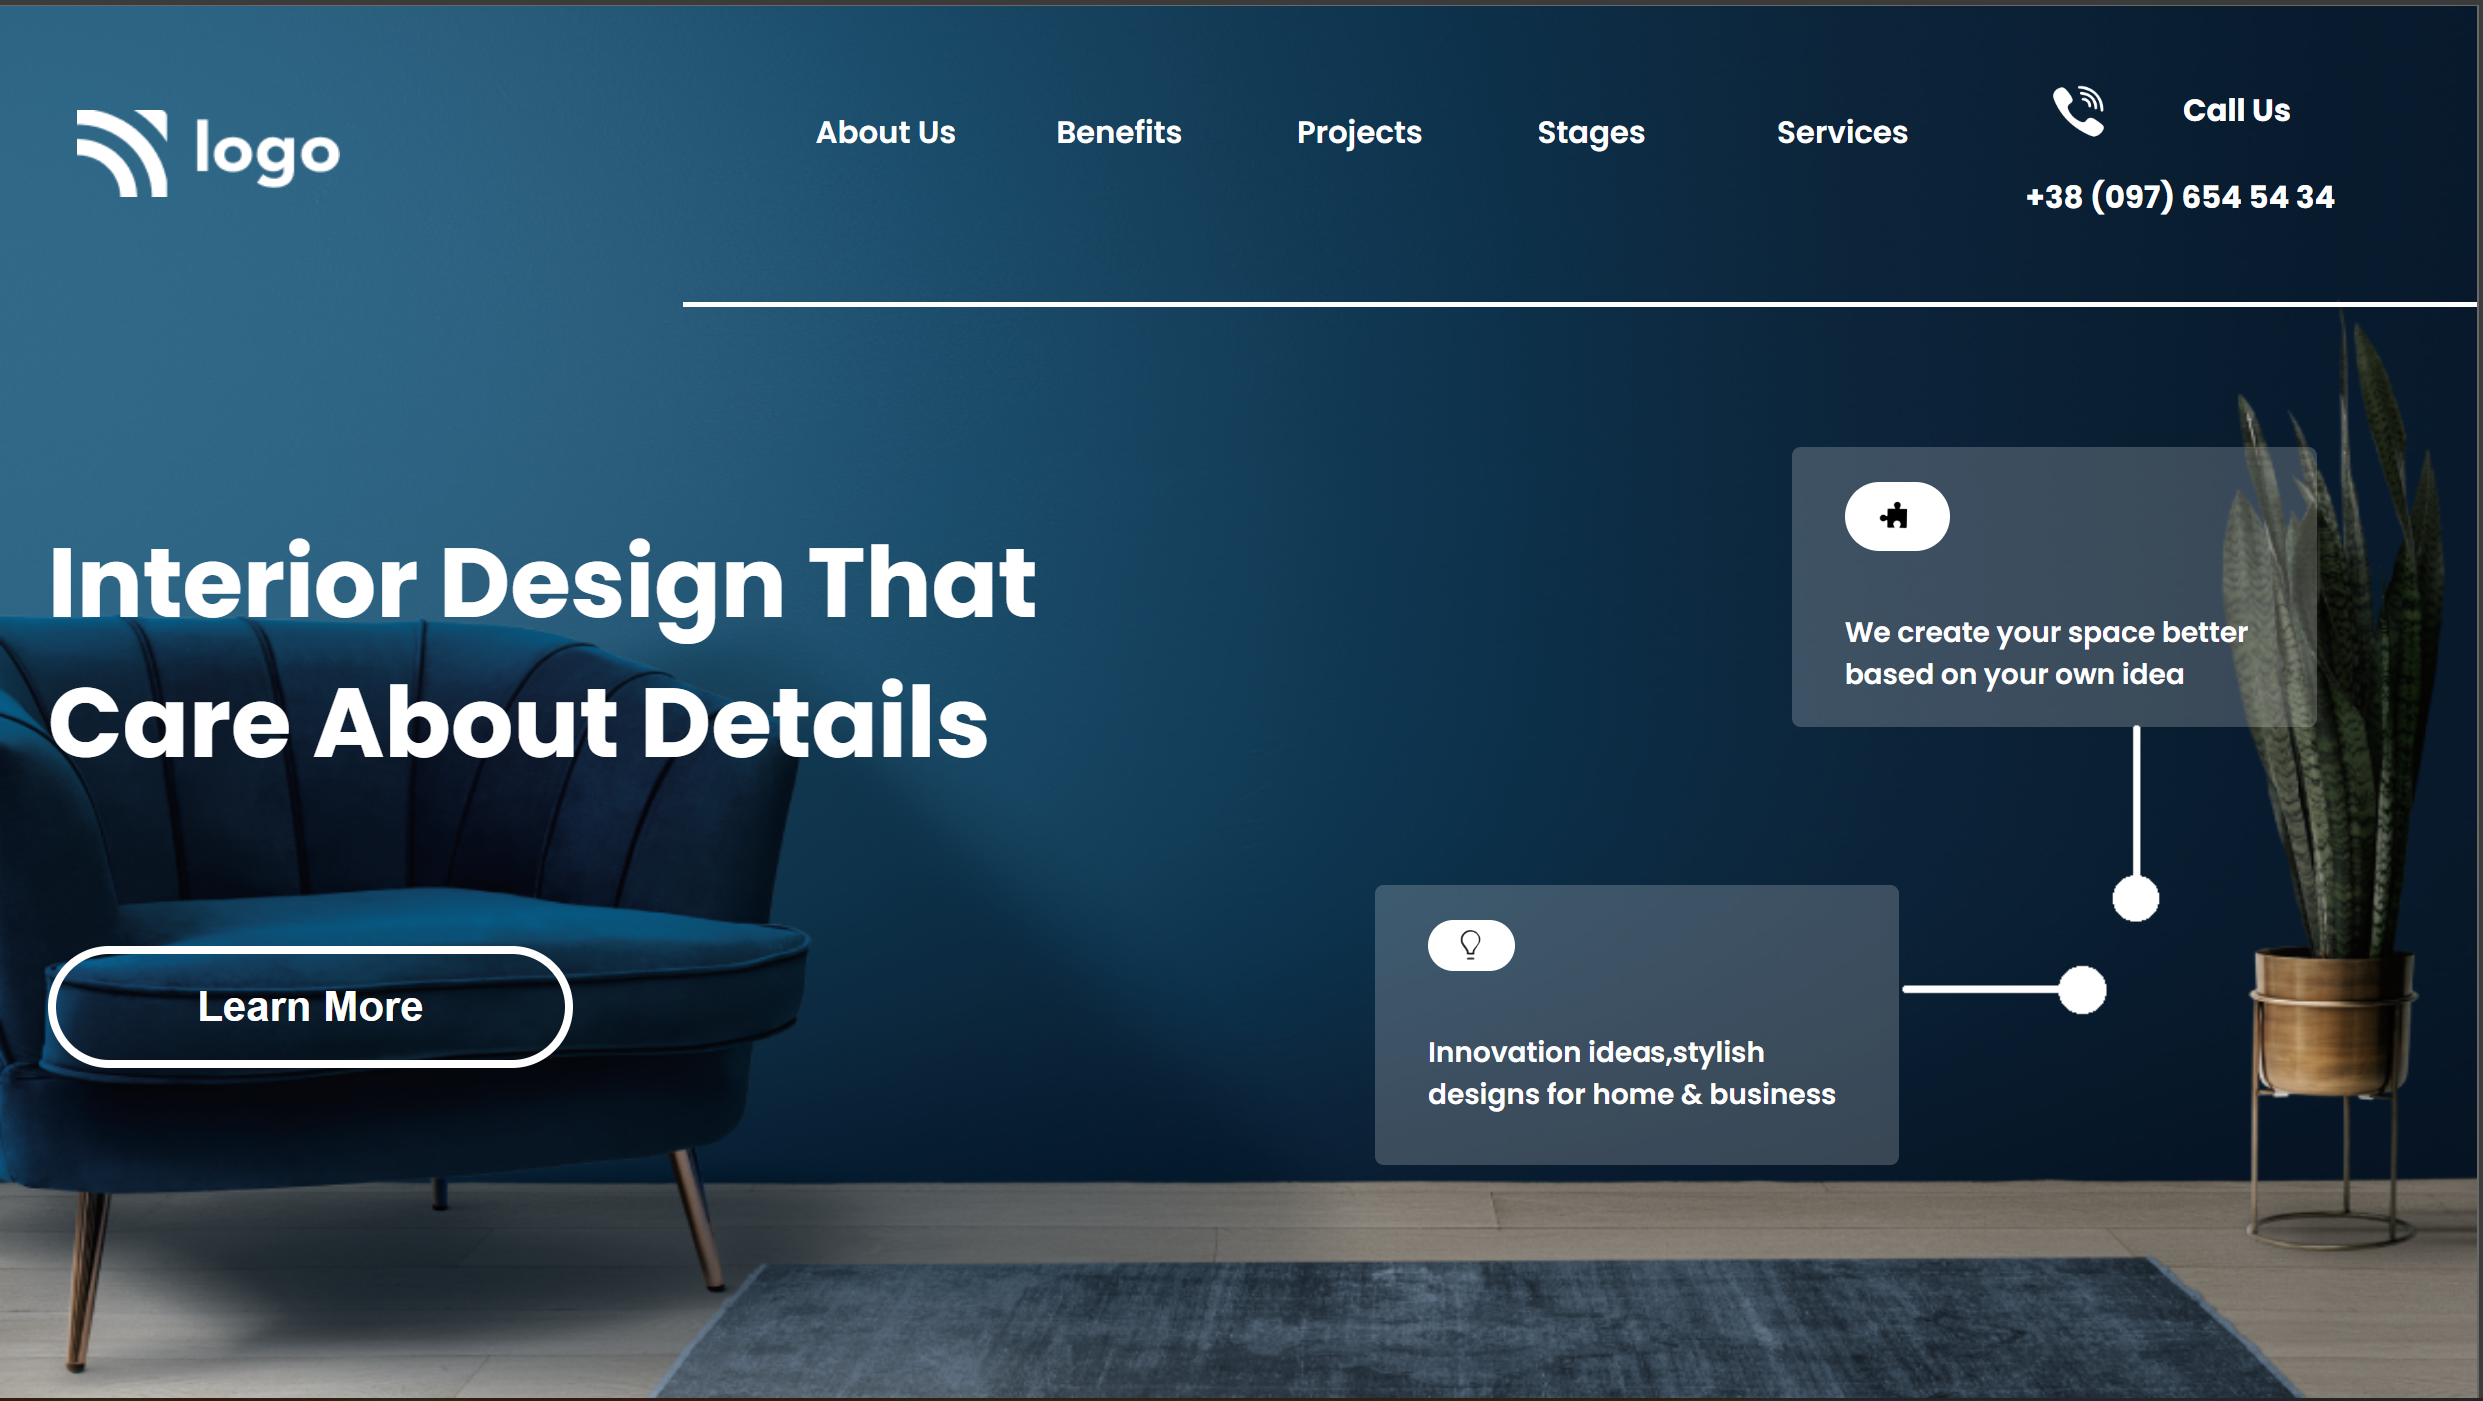 logo
About Us
Benefits
Projects
Stages
Services
Call Us
+38 (097) 654 54 34
Interior Design That
Care About Details
Learn More
We create your space better
based on your own idea
Innovation ideas,stylish
designs for home & business